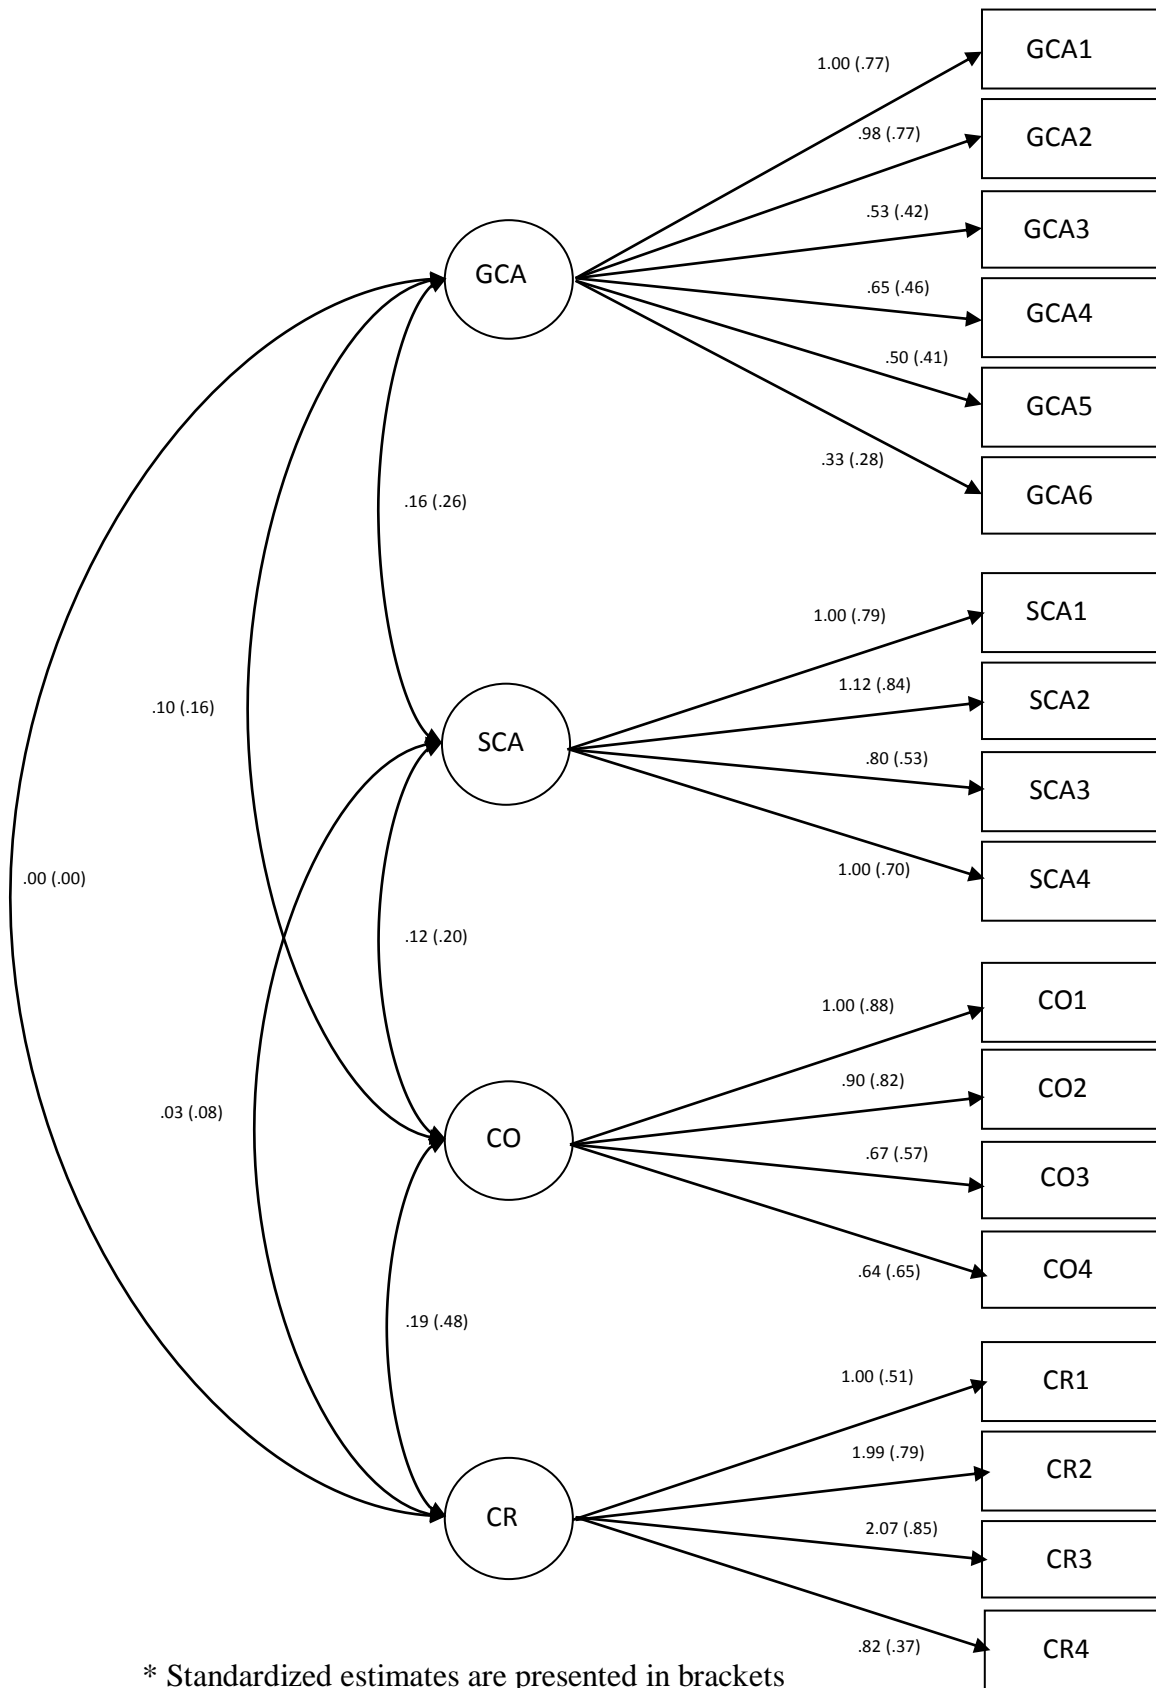 GCA1
1.00 (.77)
GCA2
.98 (.77)
.53 (.42)
GCA3
GCA
.65 (.46)
GCA4
.50 (.41)
GCA5
.33 (.28)
GCA6
.16 (.26)
SCA1
1.00 (.79)
1.12 (.84)
SCA2
.10 (.16)
SCA
.80 (.53)
SCA3
1.00 (.70)
SCA4
.00 (.00)
.12 (.20)
CO1
1.00 (.88)
.90 (.82)
CO2
.03 (.08)
CO
.67 (.57)
CO3
.64 (.65)
CO4
.19 (.48)
1.00 (.51)
CR1
1.99 (.79)
CR2
CR
2.07 (.85)
CR3
.82 (.37)
CR4
* Standardized estimates are presented in brackets